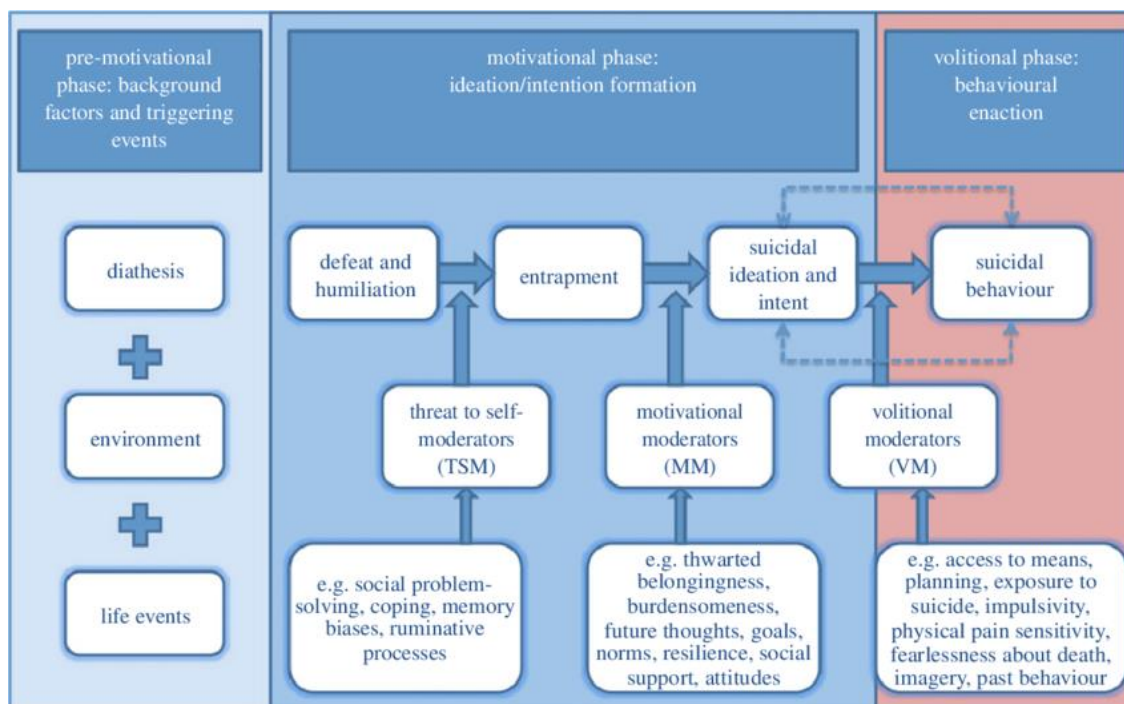 pre-motivational
phase: background
factors and triggering
events
motivational phase:
ideation/intention formation
volitional phase:
behavioural
enaction
diathesis
environment
life events
defeat and
humiliation
entrapment
suicidal
ideation and
intent
suicidal
behaviour
threat to self-
moderators
(TSM)
motivational
moderators
(MM)
volitional
moderators
(VM)
e.g. social problem-
solving, coping, memory
biases, ruminative
processes
e.g. thwarted
belongingness,
burdensomeness,
future thoughts, goals,
norms, resilience, social
support, attitudes
e.g. access to means,
planning, exposure to
suicide, impulsivity,
physical pain sensitivity,
fearlessness about death,
imagery, past behaviour